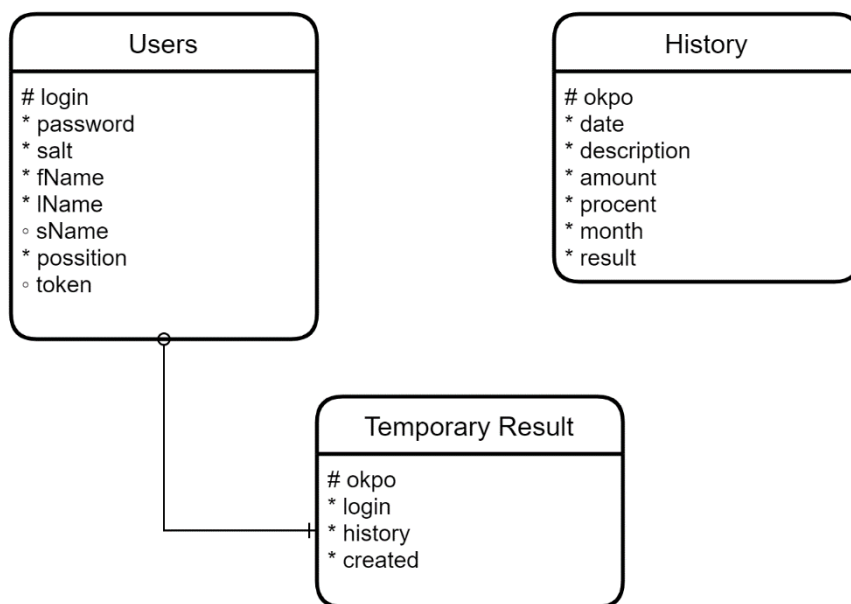 Users
# login
* password
* salt
* fName
* lName
◦ sName
* possition
◦ token
History
# okpo
* date
* description
* amount
* procent
* month
* result
Temporary Result
# okpo
* login
* history
* created